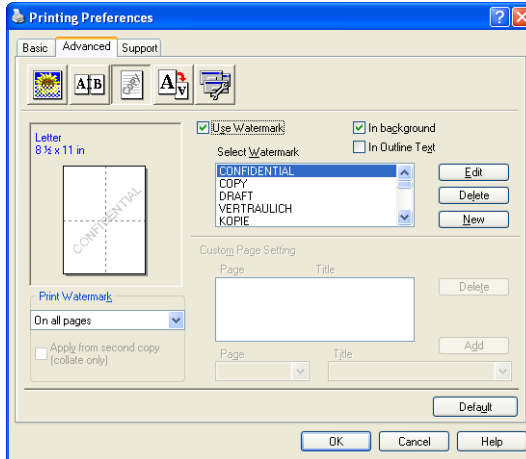 Printing Preferences
Basic Advanced Support
A B A A
Letter
8 ½ x 11 in
CONFIDENTIAL
Use Watermark
In background
In Outline Text
Select Watermark
CONFIDENTIAL
COPY
DRAFT
VERTRAULICH
KOPIE
Edit
Delete
New
Print Watermark
On all pages
Apply from second copy
(collate only)
Custom Page Setting
Page Title
Delete
Add
Page Title
Default
OK Cancel Help